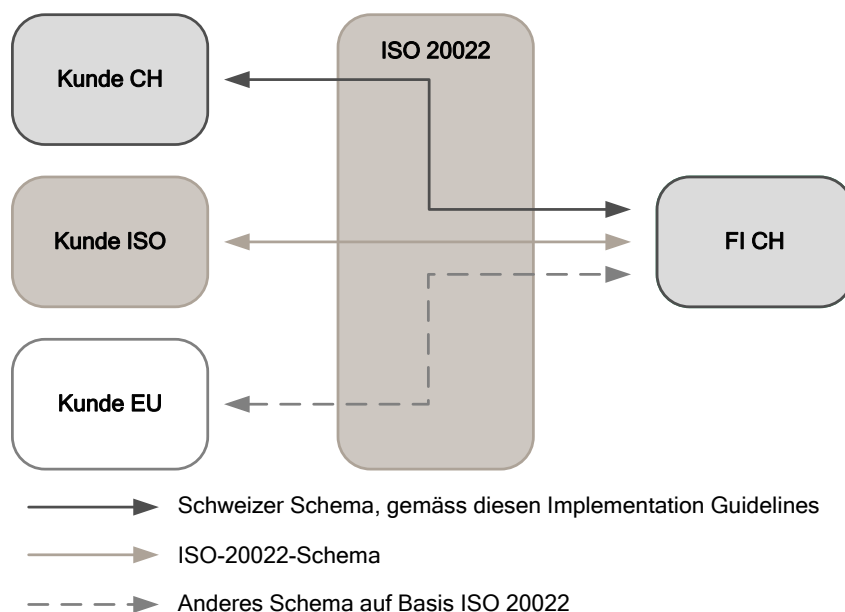 Kunde CH
ISO 20022
Kunde ISO
FI CH
Kunde EU
Schweizer Schema, gemäss diesen Implementation Guidelines
ISO-20022-Schema
Anderes Schema auf Basis ISO 20022